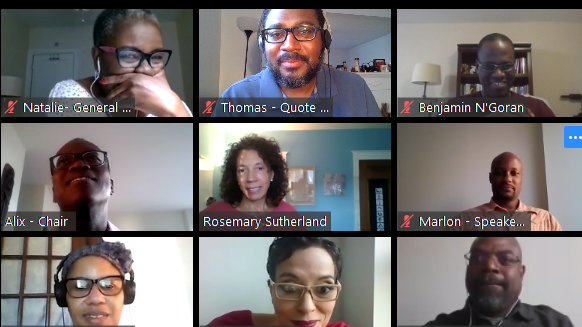 Natalie- General ...
Thomas - Quote ...
Benjamin N'Goran
Alix - Chair
Rosemary Sutherland
Marlon - Speake...